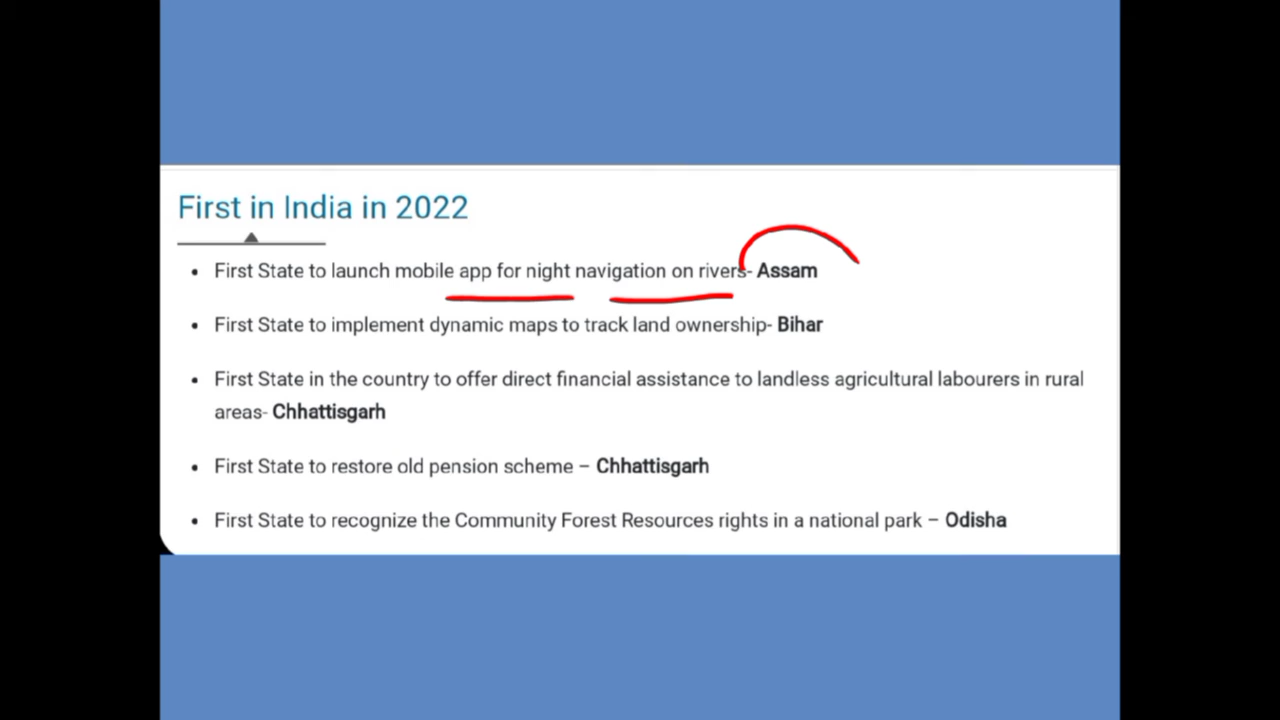 First in India in 2022
• First State to launch mobile app for night navigation on rivers- Assam
• First State to implement dynamic maps to track land ownership- Bihar
• First State in the country to offer direct financial assistance to landless agricultural labourers in rural
areas- Chhattisgarh
• First State to restore old pension scheme – Chhattisgarh
• First State to recognize the Community Forest Resources rights in a national park – Odisha